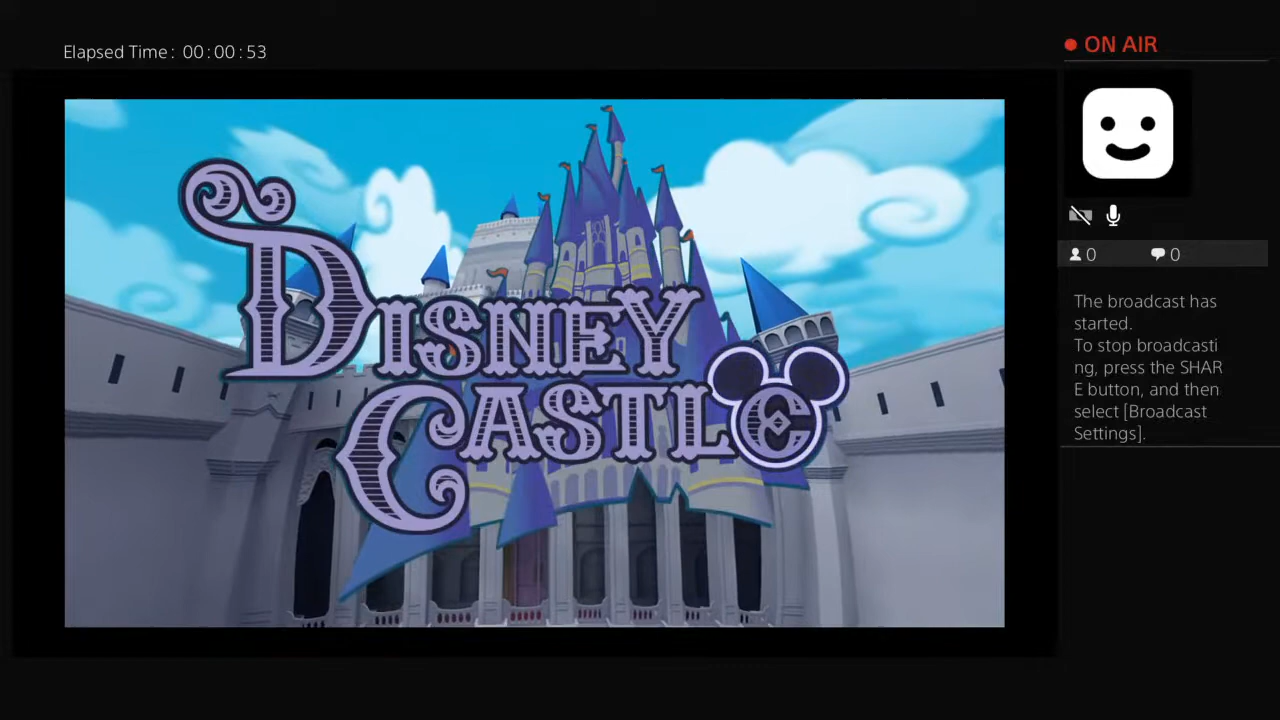 Elapsed Time: 00:00:53
ON AIR
DISNEY
CASTLE
0
0
The broadcast has
started.
To stop broadcasti
ng, press the SHAR
E button, and then
select [Broadcast
Settings].